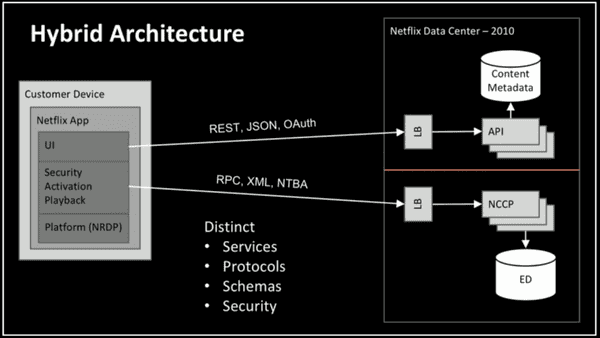 Hybrid Architecture
Netflix Data Center – 2010
Customer Device
Netflix App
UI
Security
Activation
Playback
Platform (NRDP)
REST, JSON, OAuth
RPC, XML, NTBA
LB
API
Content
Metadata
LB
NCCP
ED
Distinct
• Services
• Protocols
• Schemas
• Security